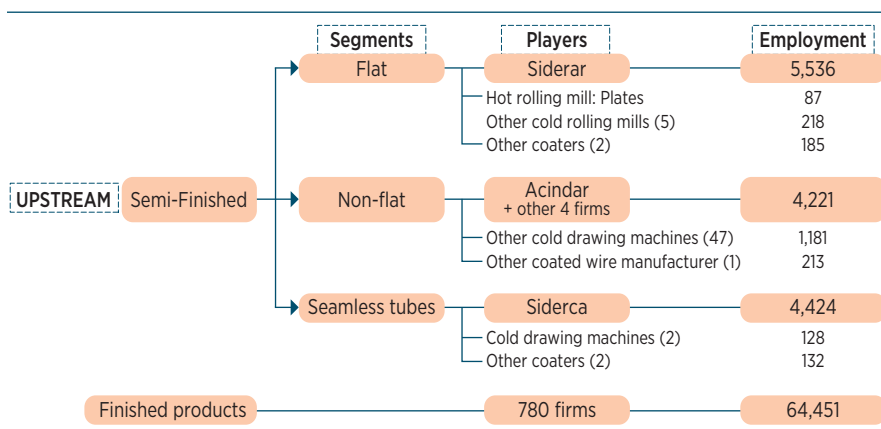 Segments Players Employment
Flat Siderar 5,536
Hot rolling mill: Plates 87
Other cold rolling mills (5) 218
Other coaters (2) 185
UPSTREAM Semi-Finished Non-flat Acindar 4,221
+ other 4 firms
Other cold drawing machines (47) 1,181
Other coated wire manufacturer (1) 213
Seamless tubes Siderca 4,424
Cold drawing machines (2) 128
Other coaters (2) 132
Finished products 780 firms 64,451